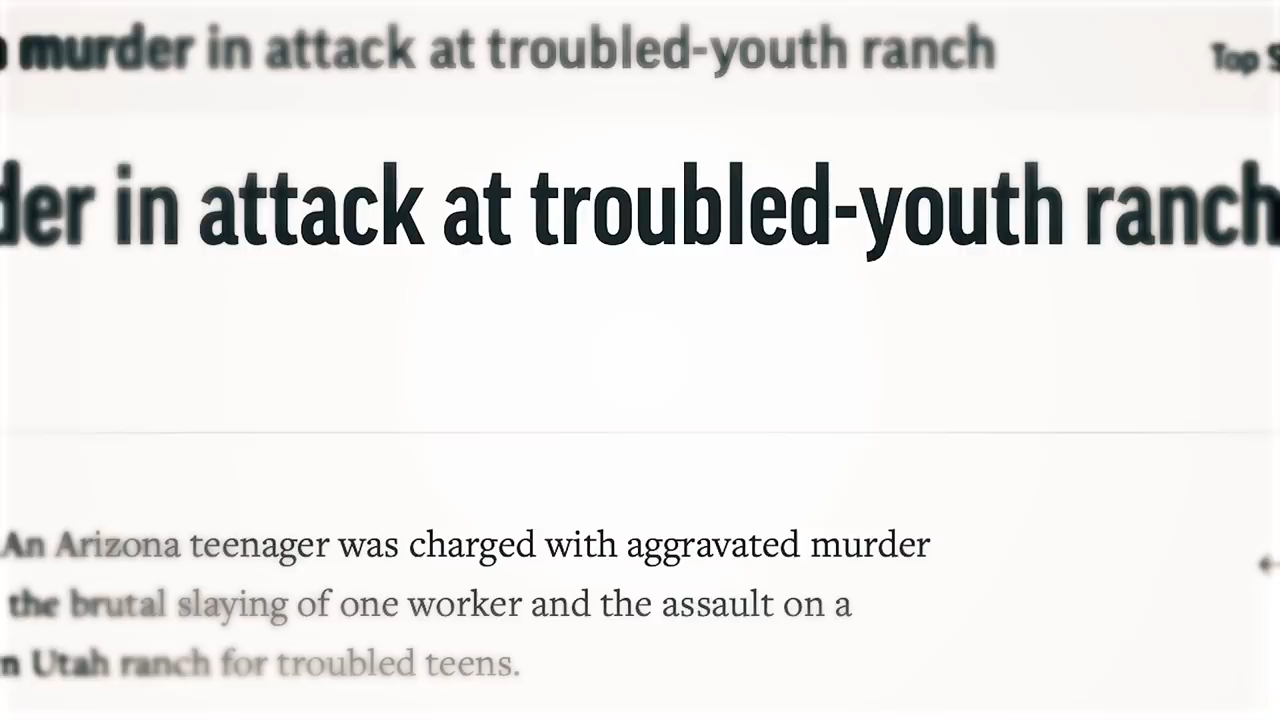 murder in attack at troubled-youth ranch
Top S
der in attack at troubled-youth ranch
An Arizona teenager was charged with aggravated murder
the brutal slaying of one worker and the assault on a
n Utah ranch for troubled teens.